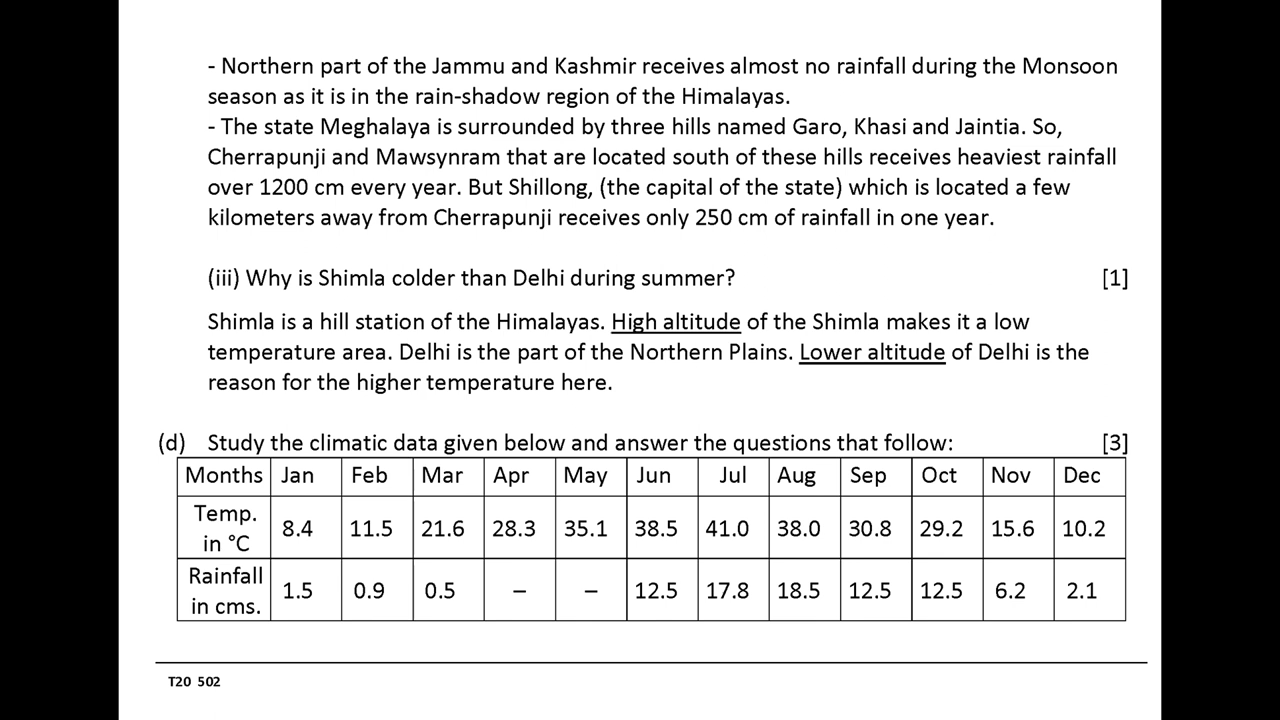 - Northern part of the Jammu and Kashmir receives almost no rainfall during the Monsoon
season as it is in the rain-shadow region of the Himalayas.
- The state Meghalaya is surrounded by three hills named Garo, Khasi and Jaintia. So,
Cherrapunji and Mawsynram that are located south of these hills receives heaviest rainfall
over 1200 cm every year. But Shillong, (the capital of the state) which is located a few
kilometers away from Cherrapunji receives only 250 cm of rainfall in one year.
(iii) Why is Shimla colder than Delhi during summer? [1]
Shimla is a hill station of the Himalayas. High altitude of the Shimla makes it a low
temperature area. Delhi is the part of the Northern Plains. Lower altitude of Delhi is the
reason for the higher temperature here.
(d) Study the climatic data given below and answer the questions that follow: [3]
Months Jan Feb Mar Apr May Jun Jul Aug Sep Oct Nov Dec
Temp.
in °C 8.4 11.5 21.6 28.3 35.1 38.5 41.0 38.0 30.8 29.2 15.6 10.2
Rainfall
in cms. 1.5 0.9 0.5 – – 12.5 17.8 18.5 12.5 12.5 6.2 2.1
T20 502